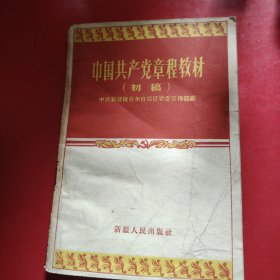 中国共产党章程教材
（初稿）
中共新疆维吾尔自治区党委宣传部编
新疆人民出版社